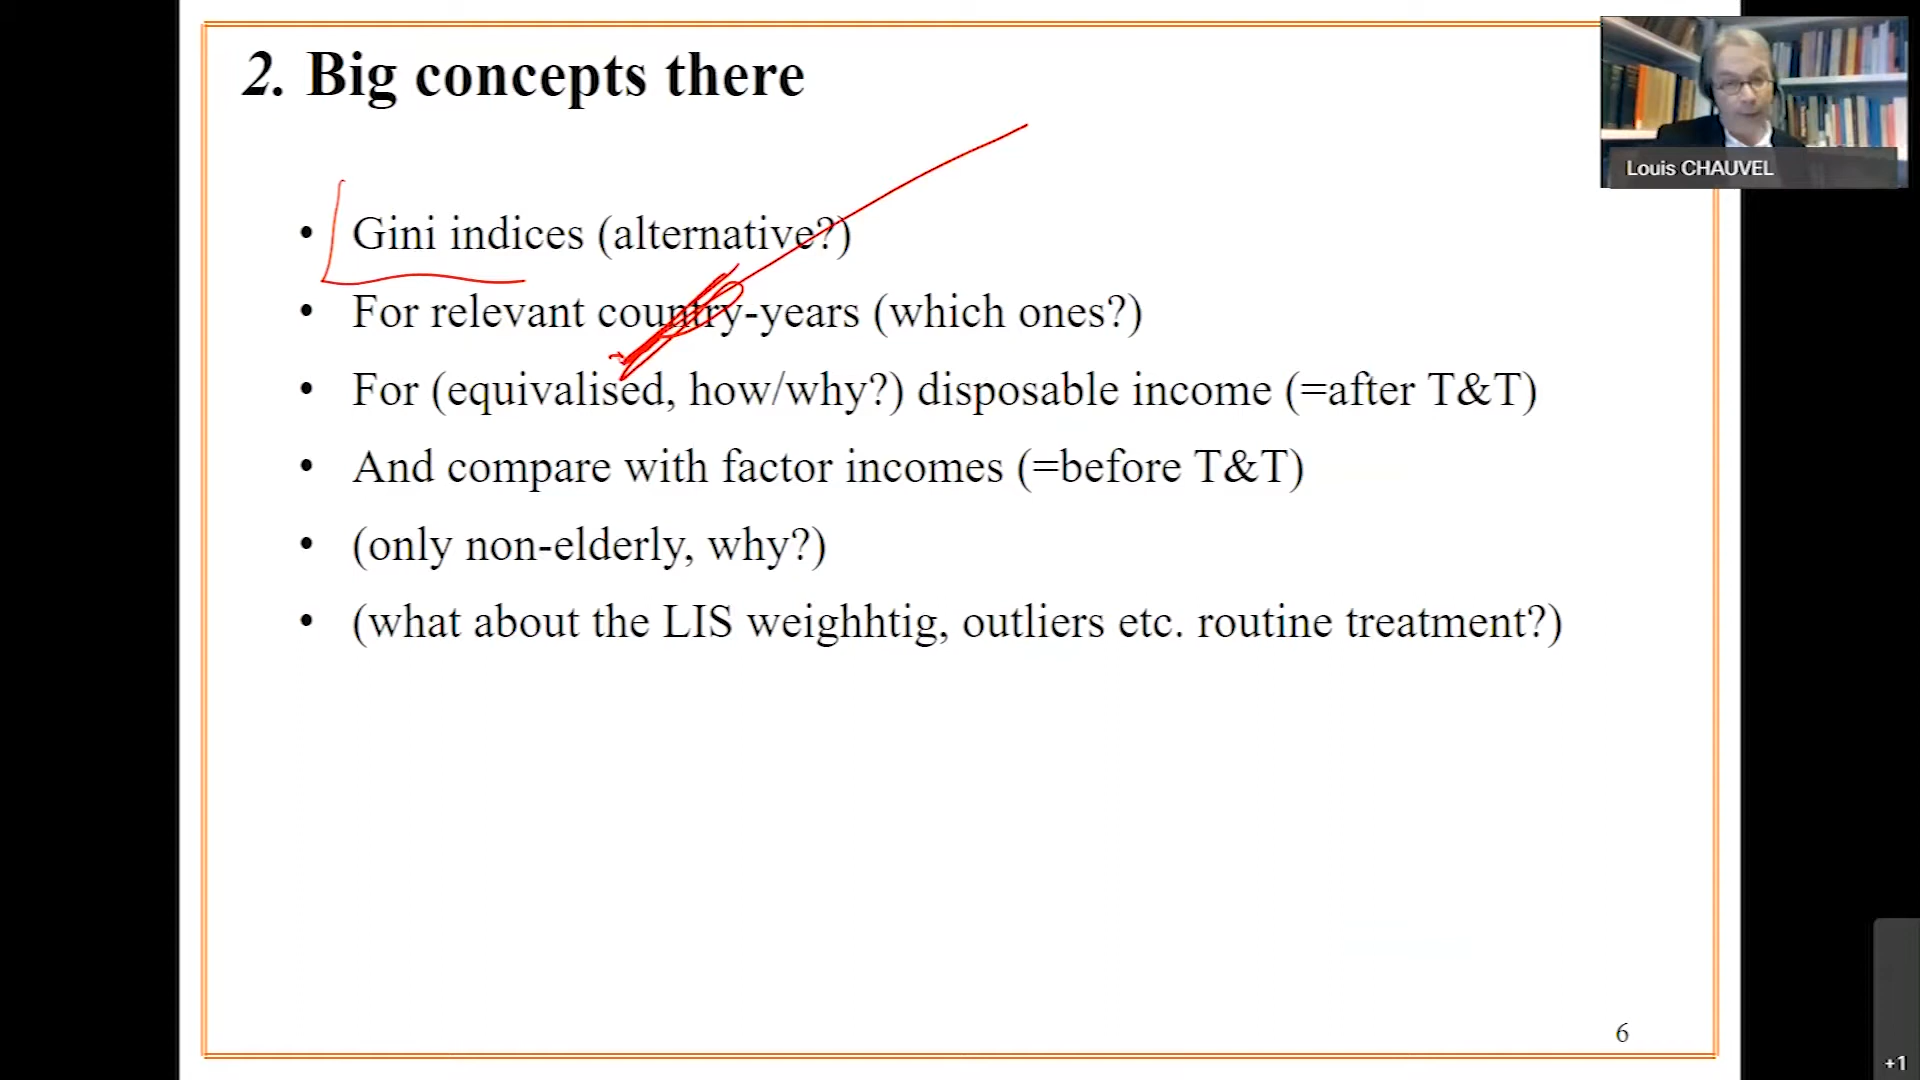 2. Big concepts there
Louis CHAUVEL
• Gini indices (alternative?)
• For relevant country-years (which ones?)
• For (equivalised, how/why?) disposable income (=after T&T)
• And compare with factor incomes (=before T&T)
• (only non-elderly, why?)
• (what about the LIS weighhtig, outliers etc. routine treatment?)
6
+1